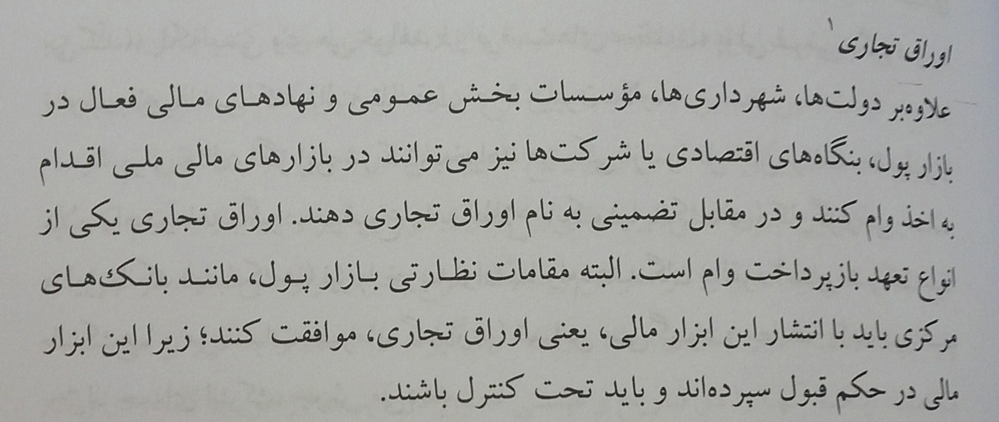 اوراق تجاری۱
علاوه‌بر دولت‌ها، شهرداری‌ها، مؤسسات بخش عمومی و نهادهای مالی فعال در
بازار پول، بنگاه‌های اقتصادی یا شرکت‌ها نیز می‌توانند در بازارهای مالی ملی اقدام
به اخذ وام کنند و در مقابل تضمینی به نام اوراق تجاری دهند. اوراق تجاری یکی از
انواع تعهد بازپرداخت وام است. البته مقامات نظارتی بازار پول، مانند بانک‌های
مرکزی باید با انتشار این ابزار مالی، یعنی اوراق تجاری، موافقت کنند؛ زیرا این ابزار
مالی در حکم قبول سپرده‌اند و باید تحت کنترل باشند.